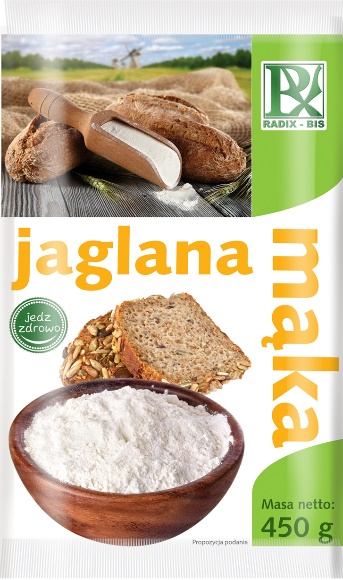 RADIX - BIS
jaglana
mąka
jedz
zdrowo
Masa netto:
450 g
Propozycja podania